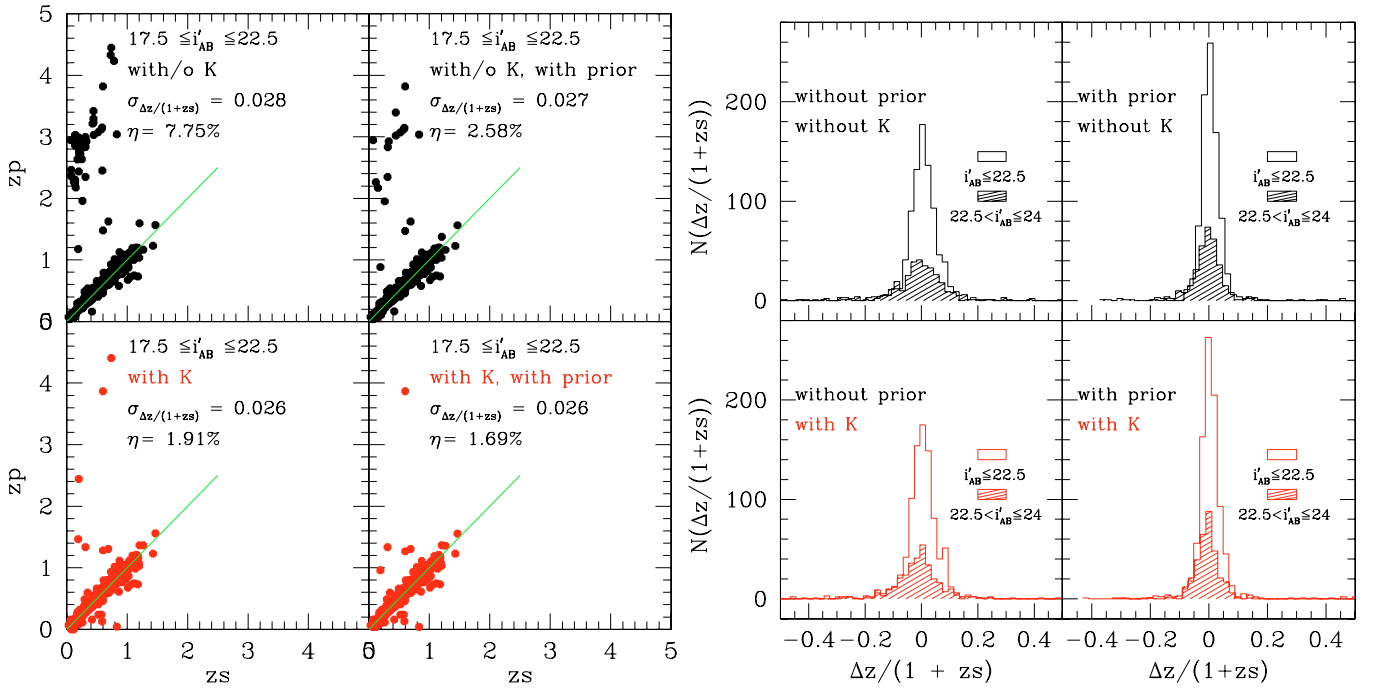 17.5 ≤i′AB ≤22.5
with/o K
σΔz/(1+zs) = 0.028
η= 7.75%
17.5 ≤i′AB ≤22.5
with/o K, with prior
σΔz/(1+zs) = 0.027
η= 2.58%
zp
5
4
3
2
1
0
17.5 ≤i′AB ≤22.5
with K
σΔz/(1+zs) = 0.026
η= 1.91%
17.5 ≤i′AB ≤22.5
with K, with prior
σΔz/(1+zs) = 0.026
η= 1.69%
zp
5
4
3
2
1
0
0 1 2 3 4 5
0 1 2 3 4 5
zs
zs
without prior
without K
i′AB≤22.5
22.5<i′AB≤24
with prior
without K
i′AB≤22.5
22.5<i′AB≤24
N(Δz/(1+zs))
200
100
0
without prior
with K
i′AB≤22.5
22.5<i′AB≤24
with prior
with K
i′AB≤22.5
22.5<i′AB≤24
N(Δz/(1+zs))
200
100
0
−0.4 −0.2 0 0.2 0.4
−0.2 0 0.2 0.4
Δz/(1 + zs)
Δz/(1+zs)